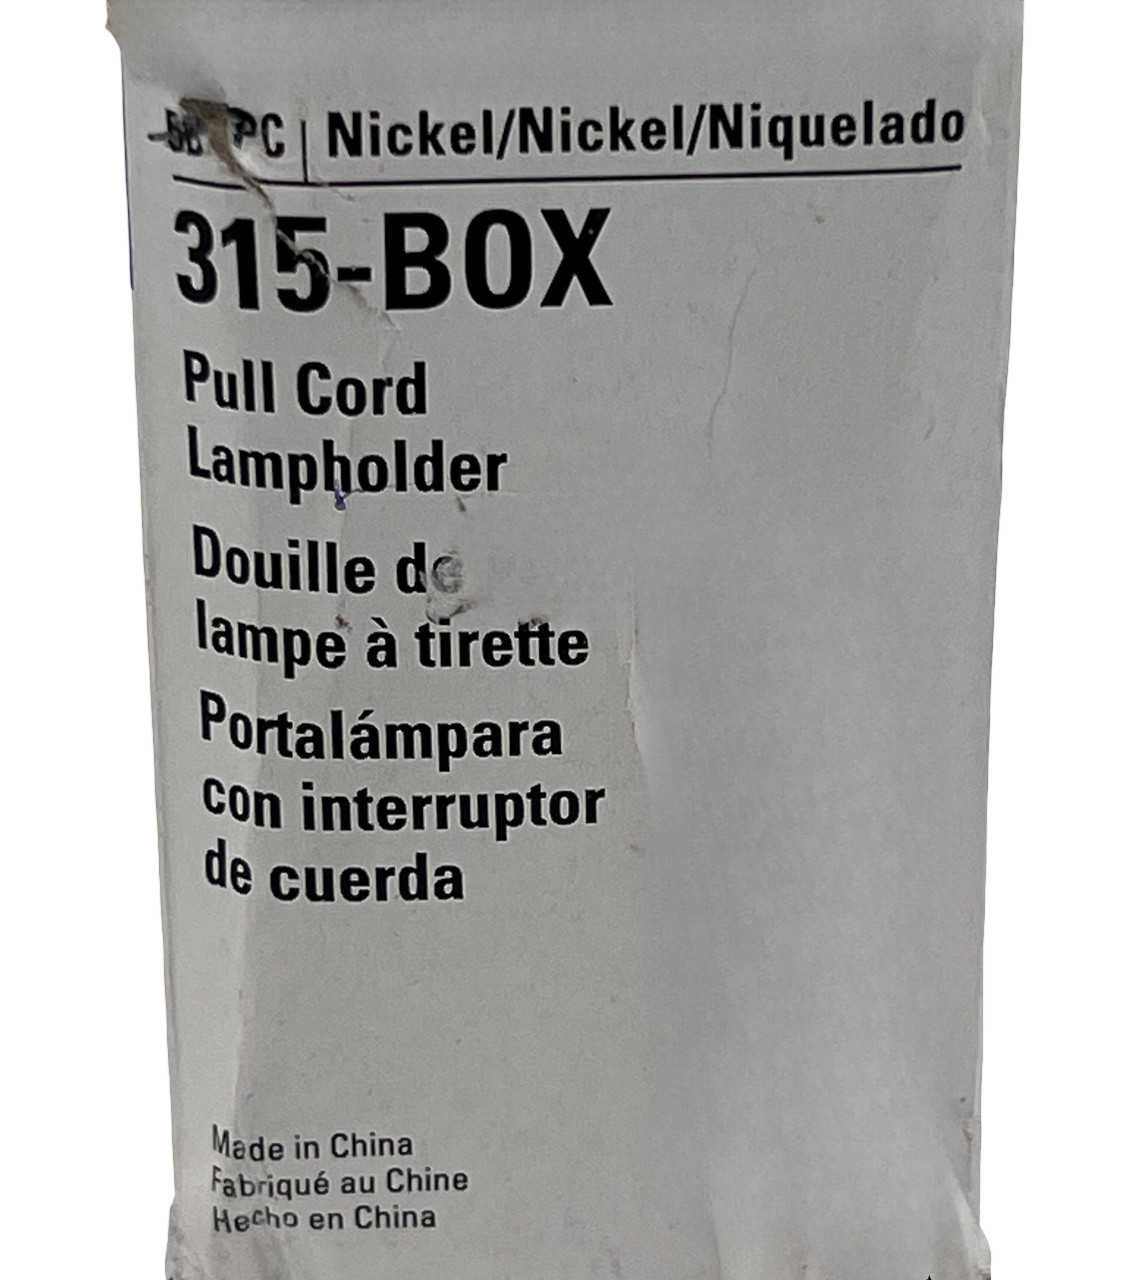 PC | Nickel/Nickel/Niquelado
315-BOX
Pull Cord
Lampholder
Douille de
lampe à tirette
Portalámpara
con interruptor
de cuerda
Made in China
Fabriqué au Chine
Hecho en China